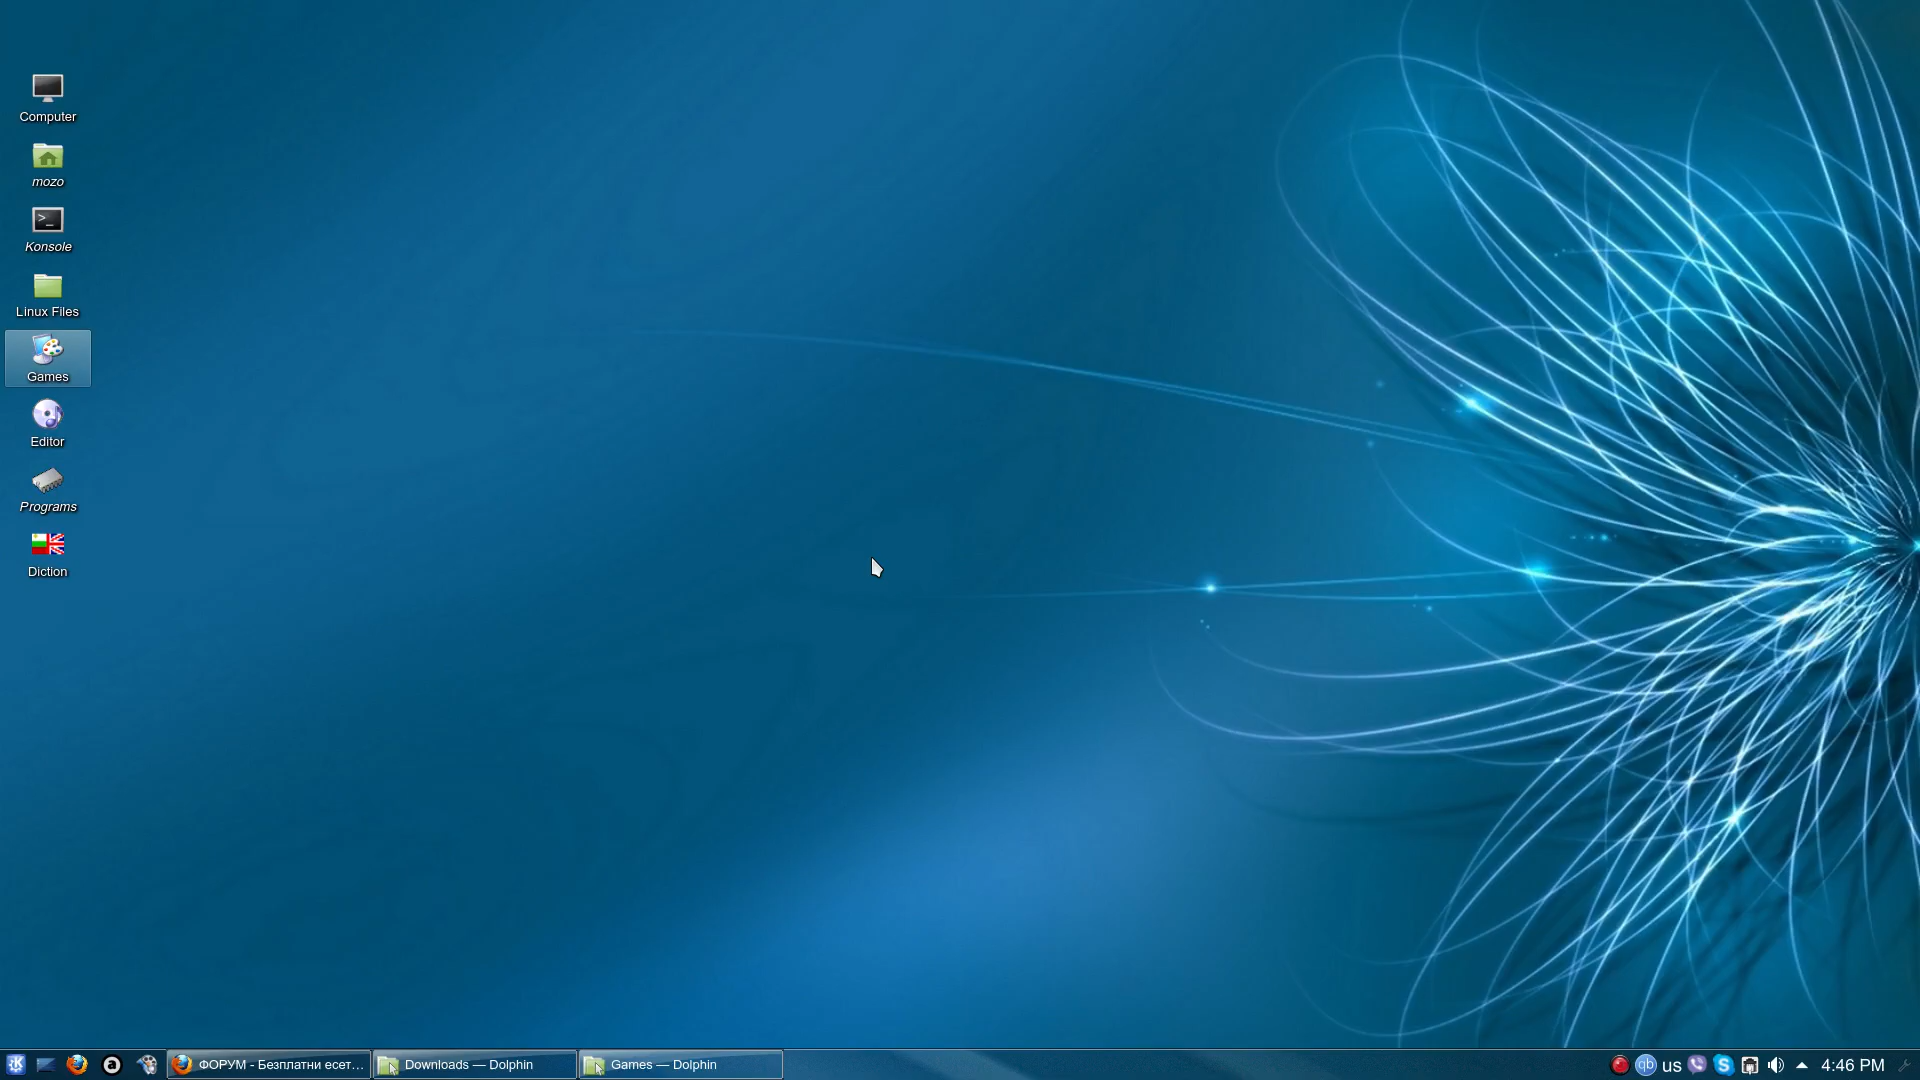 Computer
mozo
Konsole
Linux Files
Games
Editor
Programs
Diction
ФОРУМ - Безплатни есет...
Downloads — Dolphin
Games — Dolphin
qb
us
4:46 PM